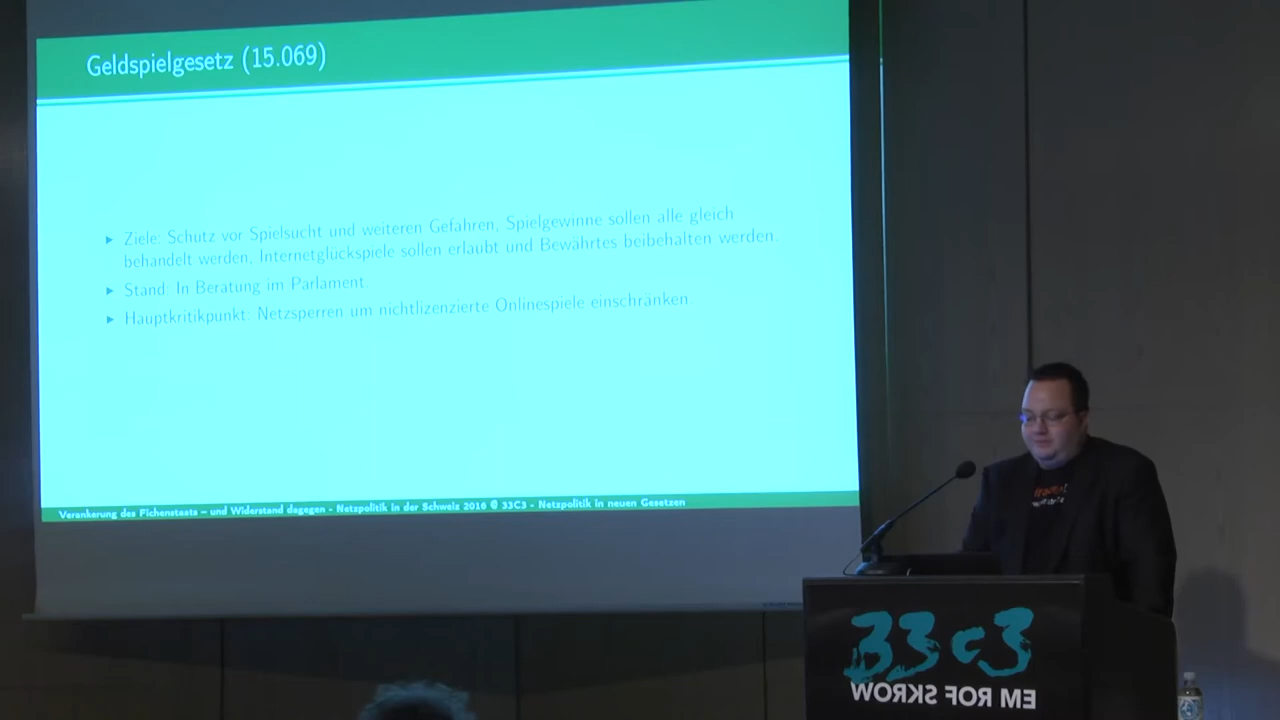 Geldspielgesetz (15.069)
▸ Ziele: Schutz vor Spielsucht und weiteren Gefahren, Spielgewinne sollen alle gleich
behandelt werden, Internetglückspiele sollen erlaubt und Bewährtes beibehalten werden.
▸ Stand: In Beratung im Parlament.
▸ Hauptkritikpunkt: Netzsperren um nichtlizenzierte Onlinespiele einschränken.
Verankerung des Fichenstaats – und Widerstand dagegen - Netzpolitik in der Schweiz 2016 @ 33C3 - Netzpolitik in neuen Gesetzen
33c3
WORKS FOR ME